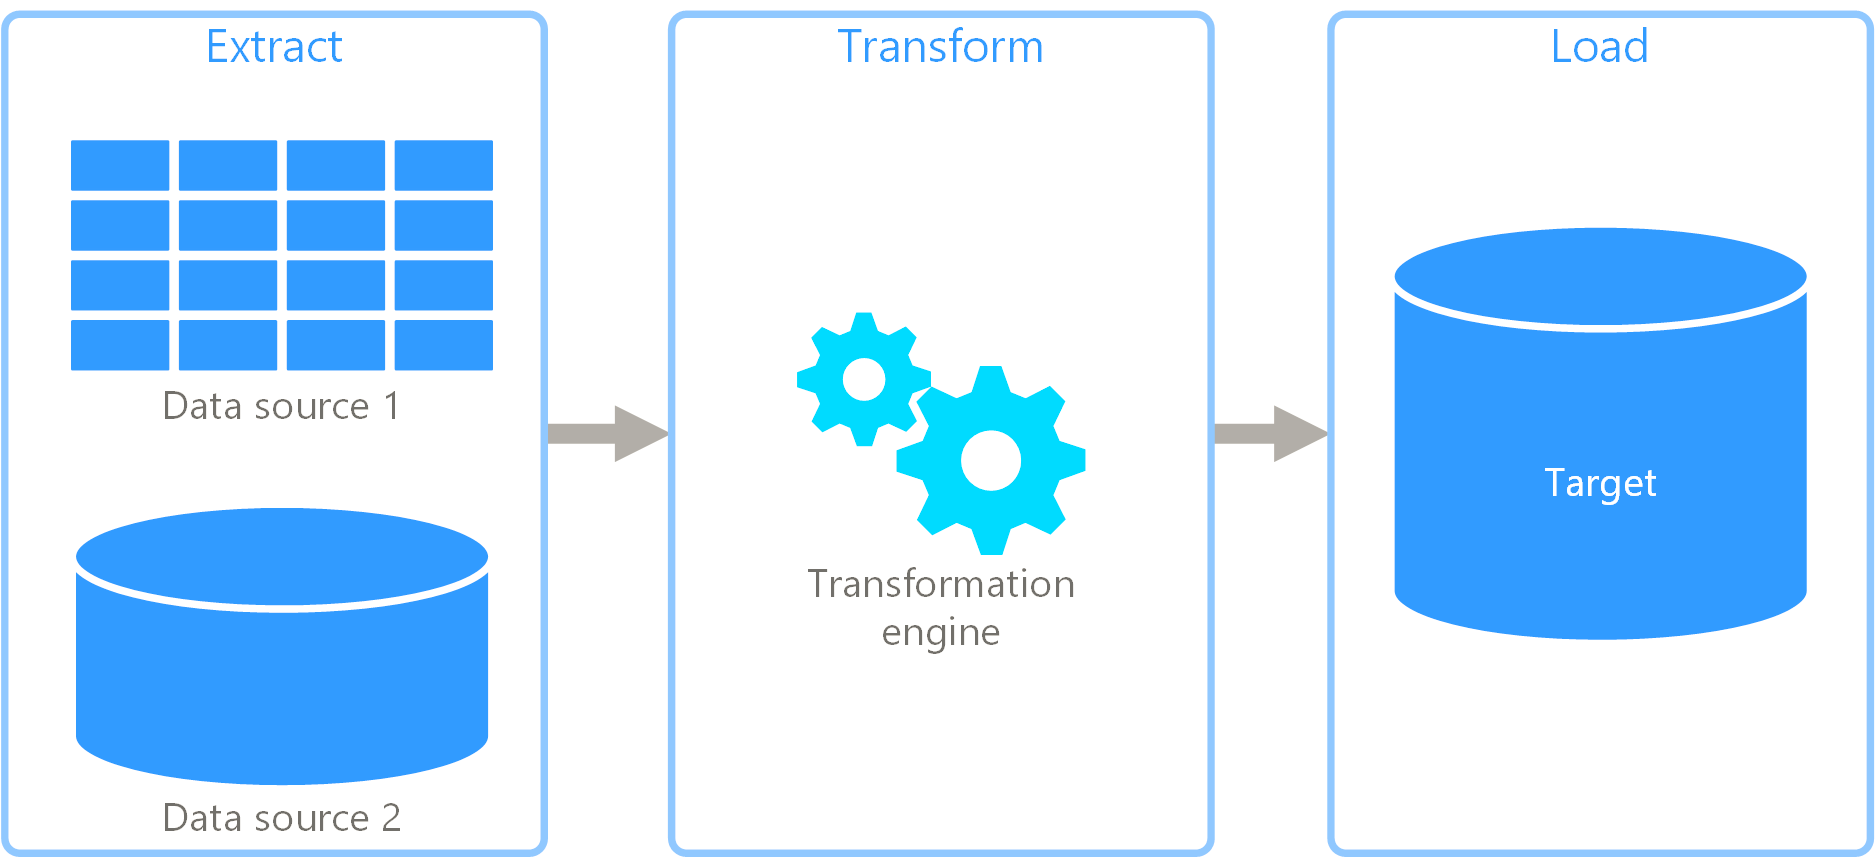 Extract
Data source 1
Data source 2
Transform
Transformation
engine
Load
Target